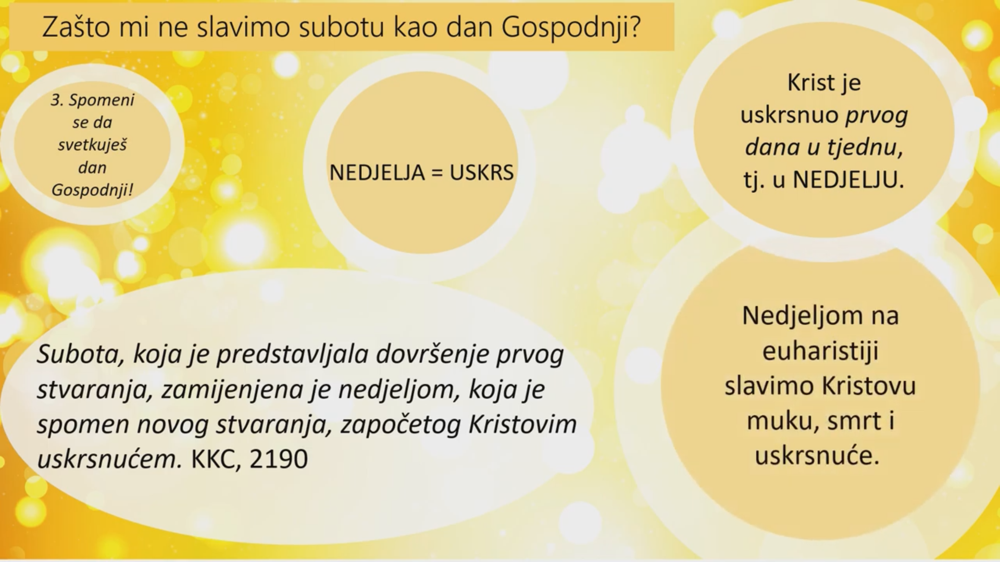 Zašto mi ne slavimo subotu kao dan Gospodnji?
3. Spomeni
se da
svetkuješ
dan
Gospodnji!
NEDJELJA = USKRS
Krist je
uskrsnuo prvog
dana u tjednu,
tj. u NEDJELJU.
Subota, koja je predstavljala dovršenje prvog
stvaranja, zamijenjena je nedjeljom, koja je
spomen novog stvaranja, započetog Kristovim
uskrsnućem. KKC, 2190
Nedjeljom na
euharistiji
slavimo Kristovu
muku, smrt i
uskrsnuće.